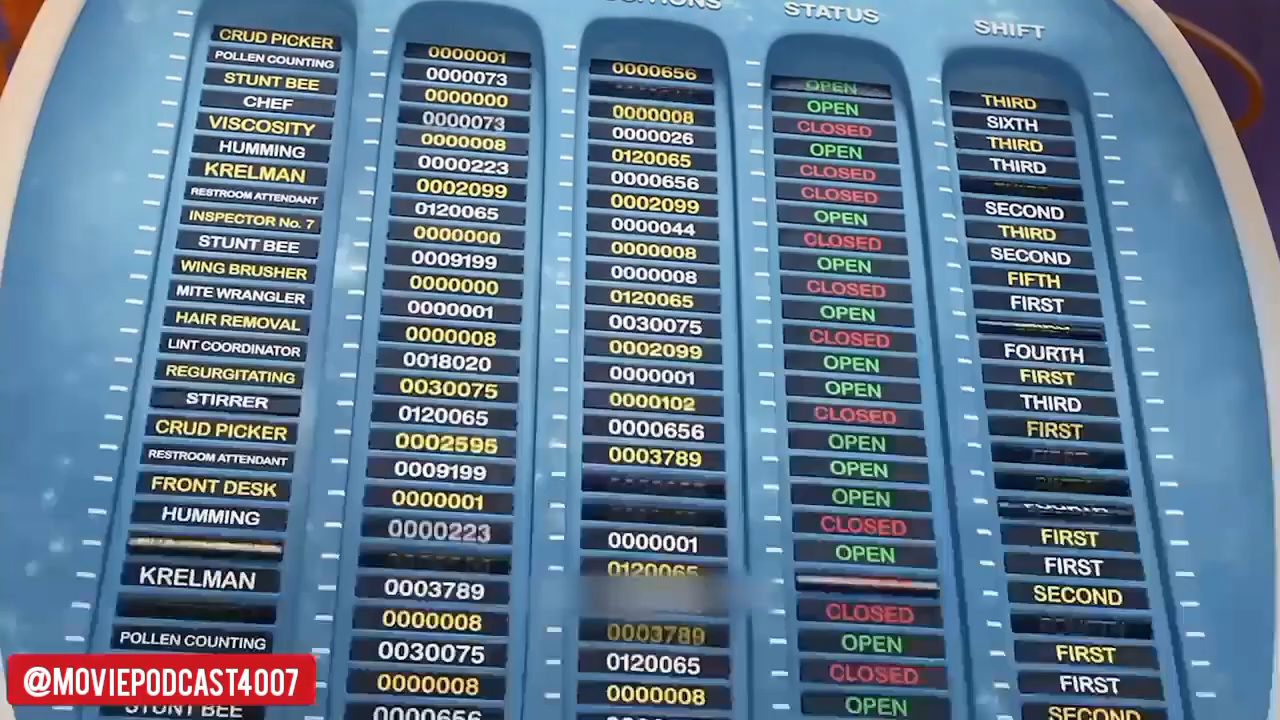 CRUD PICKER
POLLEN COUNTING
STUNT BEE
CHEF
VISCOSITY
HUMMING
KRELMAN
RESTROOM ATTENDANT
INSPECTOR No. 7
STUNT BEE
WING BRUSHER
MITE WRANGLER
HAIR REMOVAL
LINT COORDINATOR
REGURGITATING
STIRRER
CRUD PICKER
RESTROOM ATTENDANT
FRONT DESK
HUMMING
KRELMAN
POLLEN COUNTING
STUNT BEE
0000001
0000073
0000000
0000073
0000008
0000223
0002099
0120065
0000000
0009199
0000000
0000001
0000008
0018020
0030075
0120065
0002595
0009199
0000001
0000223
0003789
0000008
0030075
0000008
0000656
0000656
0000008
0000026
0120065
0000656
0002099
0000044
0000008
0000008
0120065
0030075
0002099
0000001
0000102
0000656
0003789
0000001
0120065
0003789
0120065
0000008
STATUS
OPEN
OPEN
CLOSED
OPEN
CLOSED
CLOSED
OPEN
CLOSED
OPEN
CLOSED
OPEN
CLOSED
OPEN
OPEN
CLOSED
OPEN
OPEN
OPEN
CLOSED
OPEN
CLOSED
OPEN
CLOSED
OPEN
SHIFT
THIRD
SIXTH
THIRD
THIRD
SECOND
THIRD
SECOND
FIFTH
FIRST
FOURTH
FIRST
THIRD
FIRST
FOURTH
FIRST
FIRST
SECOND
FIRST
FIRST
SECOND
@MOVIEPODCAST4007